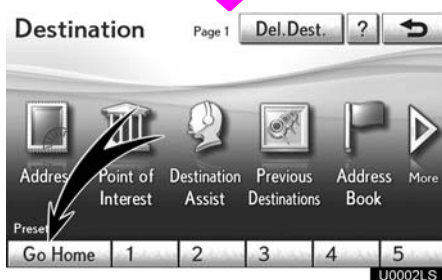 Destination Page 1 Del.Dest. ?
Addres Point of Interest Destination Assist Previous Destinations Address Book More
Preset
Go Home 1 2 3 4 5
U0002LS